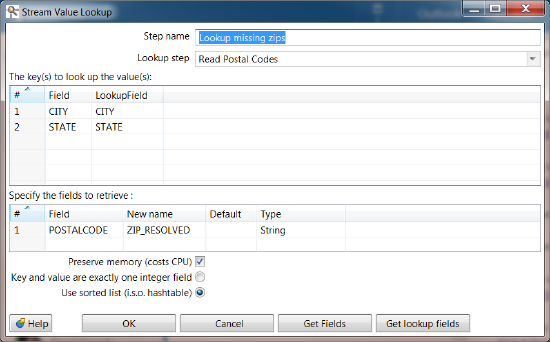 Stream Value Lookup
Step name Lookup missing zips
Lookup step Read Postal Codes
The key(s) to look up the value(s):
# Field LookupField
1 CITY CITY
2 STATE STATE
Specify the fields to retrieve :
# Field New name Default Type
1 POSTALCODE ZIP_RESOLVED String
Preserve memory (costs CPU)
Key and value are exactly one integer field
Use sorted list (i.s.o. hashtable)
Help OK Cancel Get Fields Get lookup fields